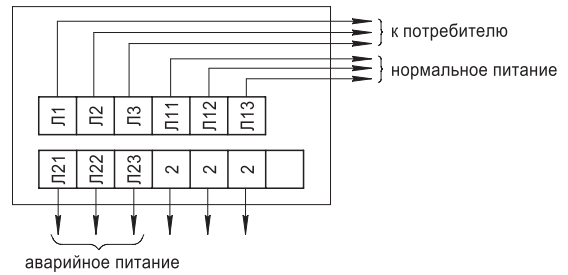 к потребителю
нормальное питание
Л1 Л2 Л3 Л11 Л12 Л13
Л21 Л22 Л23 2 2 2
аварийное питание